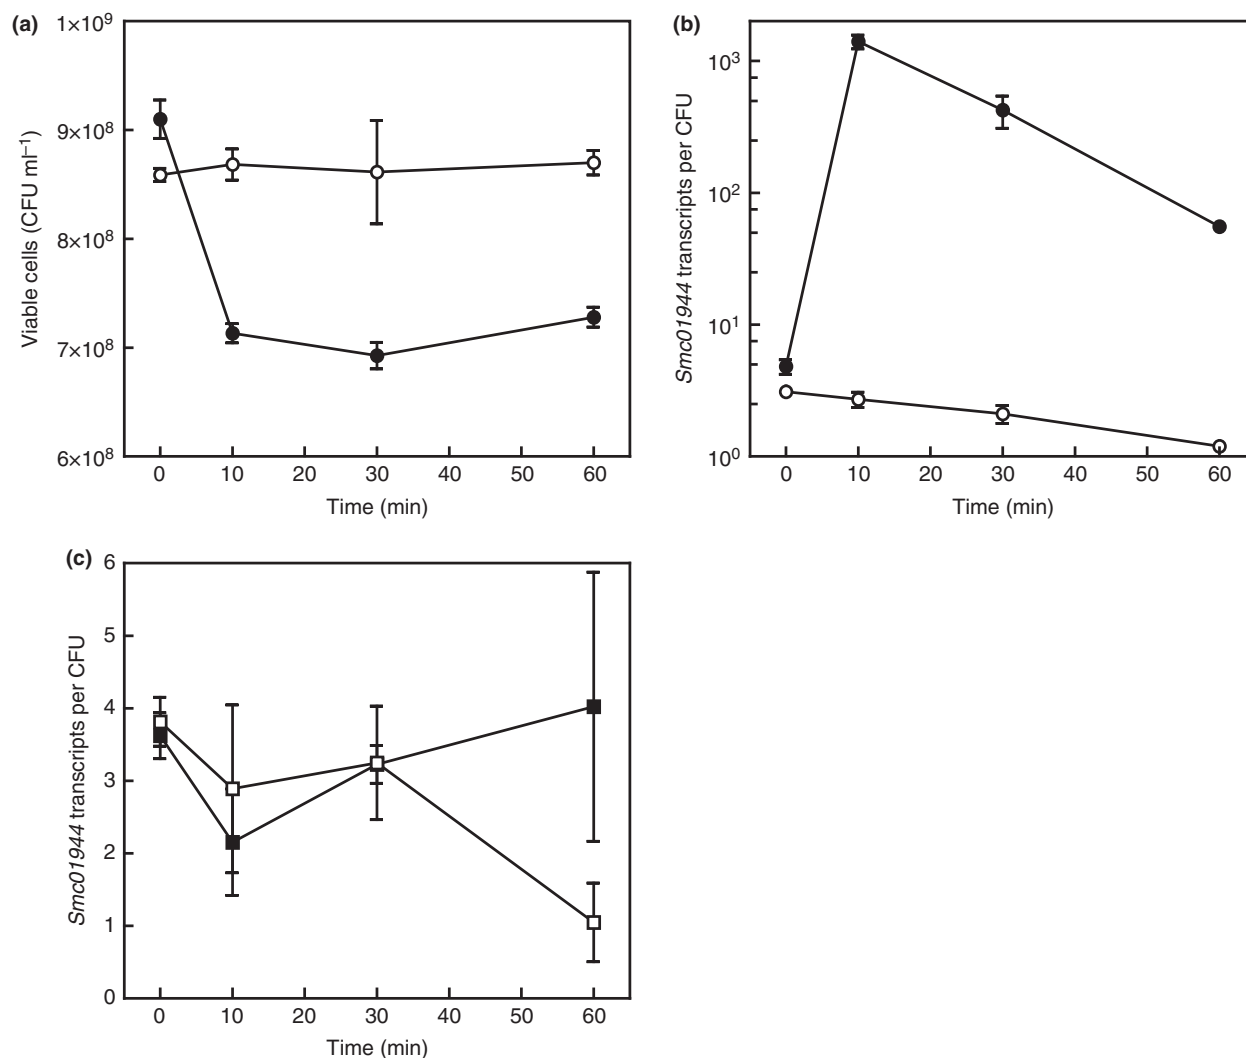 (a)
1×10⁹
9×10⁸
8×10⁸
7×10⁸
6×10⁸
Viable cells (CFU ml⁻¹)
0 10 20 30 40 50 60
Time (min)
(b)
10³
10²
10¹
10⁰
Smc01944 transcripts per CFU
0 10 20 30 40 50 60
Time (min)
(c)
6
5
4
3
2
1
0
Smc01944 transcripts per CFU
0 10 20 30 40 50 60
Time (min)